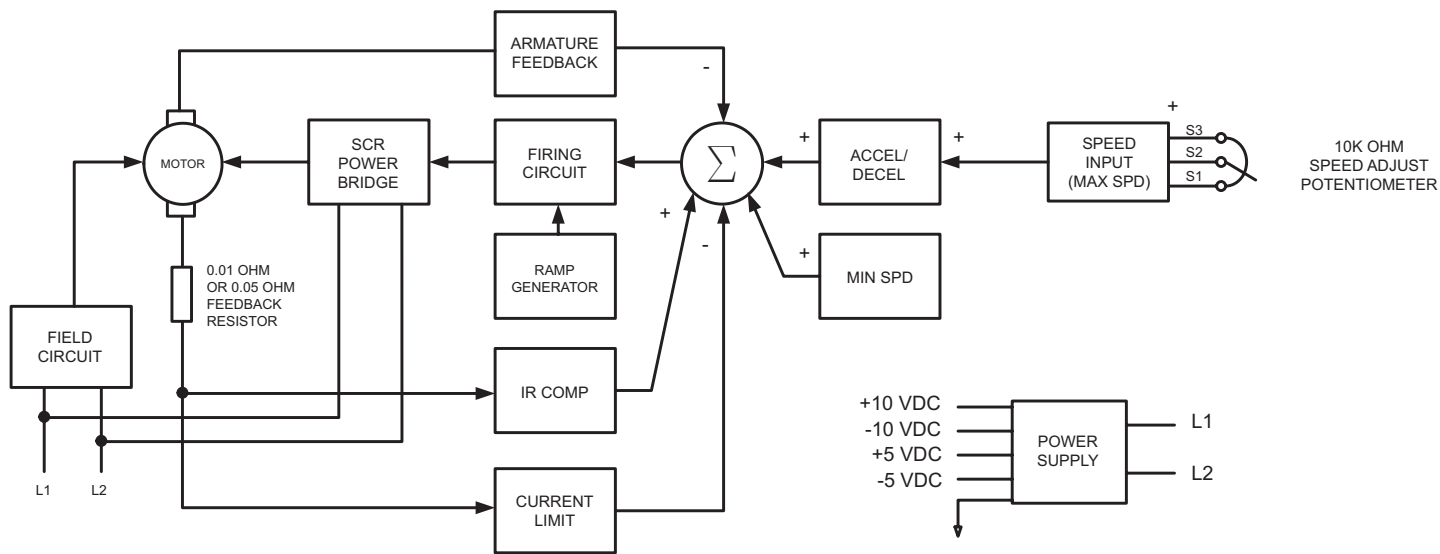 ARMATURE
FEEDBACK
-
MOTOR
SCR
POWER
BRIDGE
FIRING
CIRCUIT
Σ
+
ACCEL/
DECEL
+
SPEED
INPUT
(MAX SPD)
+
S3
S2
S1
10K OHM
SPEED ADJUST
POTENTIOMETER
+
-
+
MIN SPD
RAMP
GENERATOR
0.01 OHM
OR 0.05 OHM
FEEDBACK
RESISTOR
FIELD
CIRCUIT
IR COMP
L1
L2
CURRENT
LIMIT
+10 VDC
-10 VDC
+5 VDC
-5 VDC
POWER
SUPPLY
L1
L2